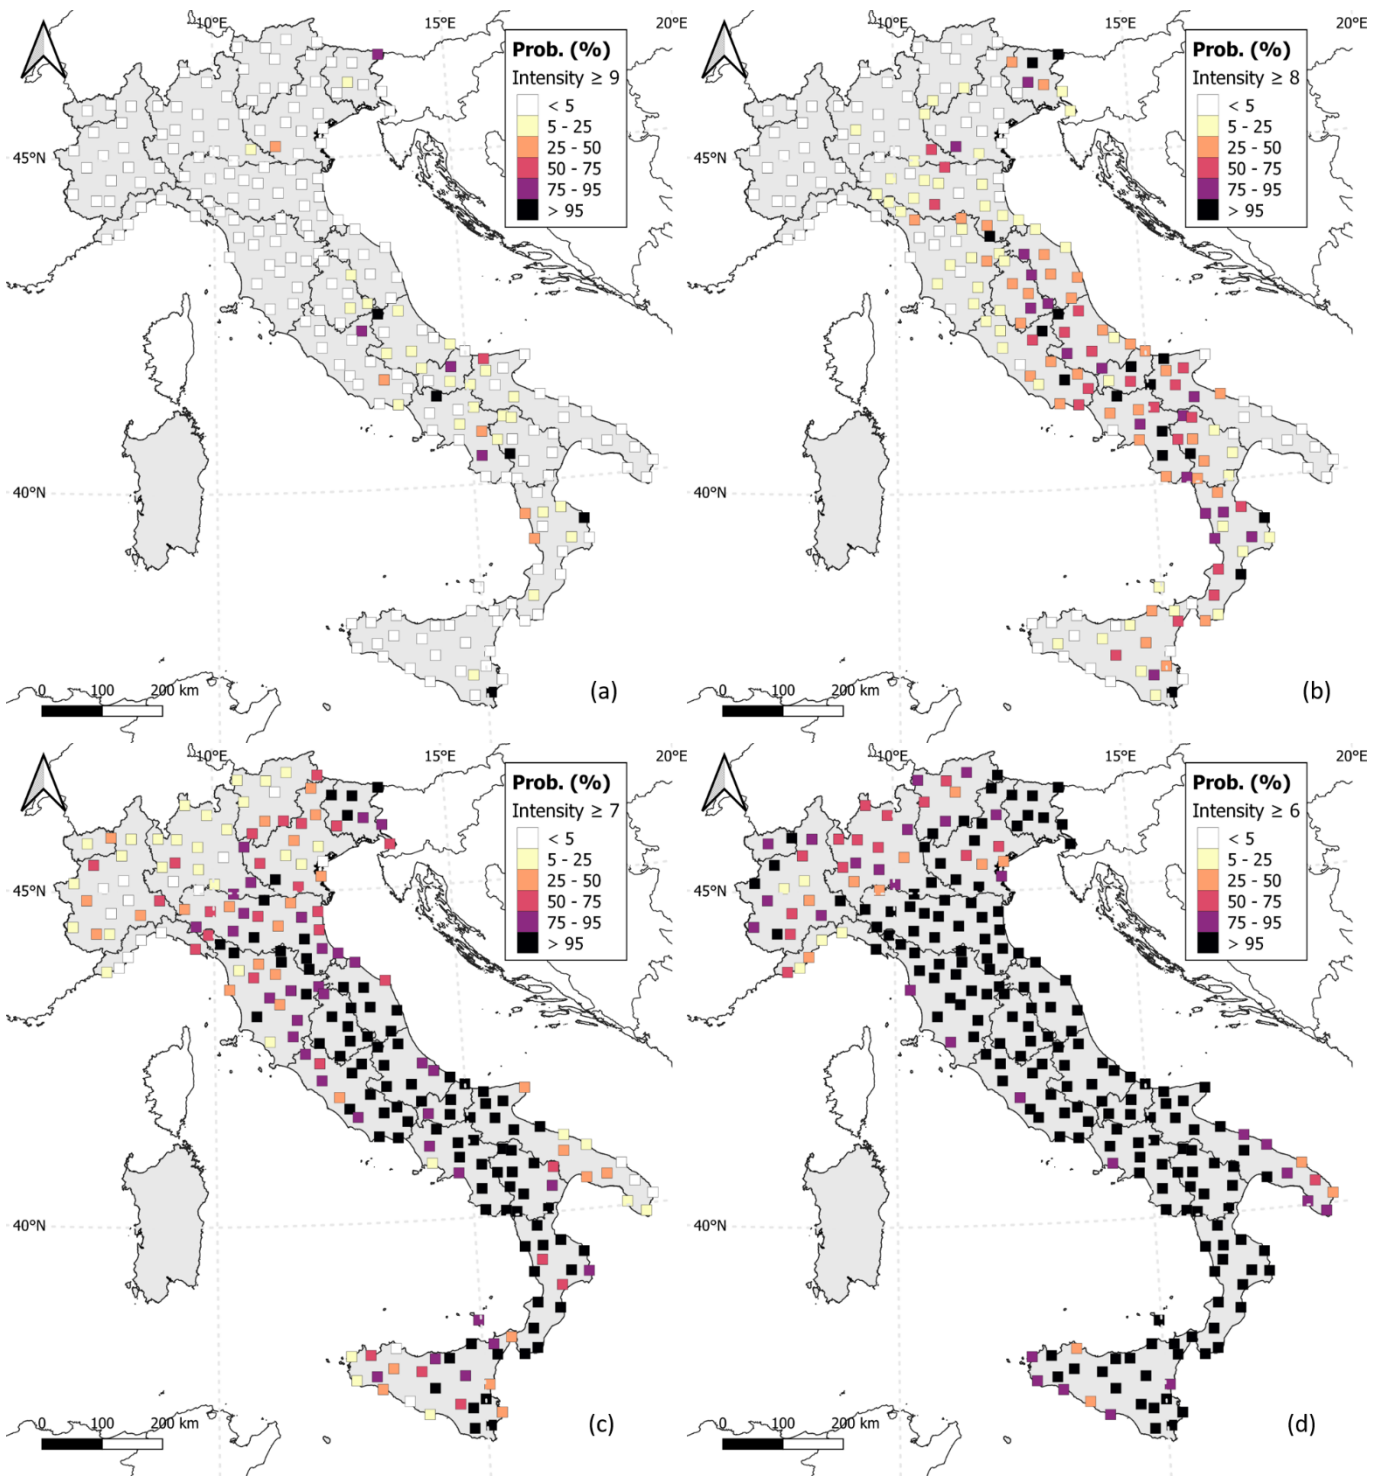 10°E 15°E 20°E
Prob. (%)
Intensity ≥ 9
< 5
5 - 25
25 - 50
50 - 75
75 - 95
> 95
45°N
40°N
0 100 200 km
(a)
10°E 15°E 20°E
Prob. (%)
Intensity ≥ 8
< 5
5 - 25
25 - 50
50 - 75
75 - 95
> 95
45°N
40°N
0 100 200 km
(b)
10°E 15°E 20°E
Prob. (%)
Intensity ≥ 7
< 5
5 - 25
25 - 50
50 - 75
75 - 95
> 95
45°N
40°N
0 100 200 km
(c)
10°E 15°E 20°E
Prob. (%)
Intensity ≥ 6
< 5
5 - 25
25 - 50
50 - 75
75 - 95
> 95
45°N
40°N
0 100 200 km
(d)